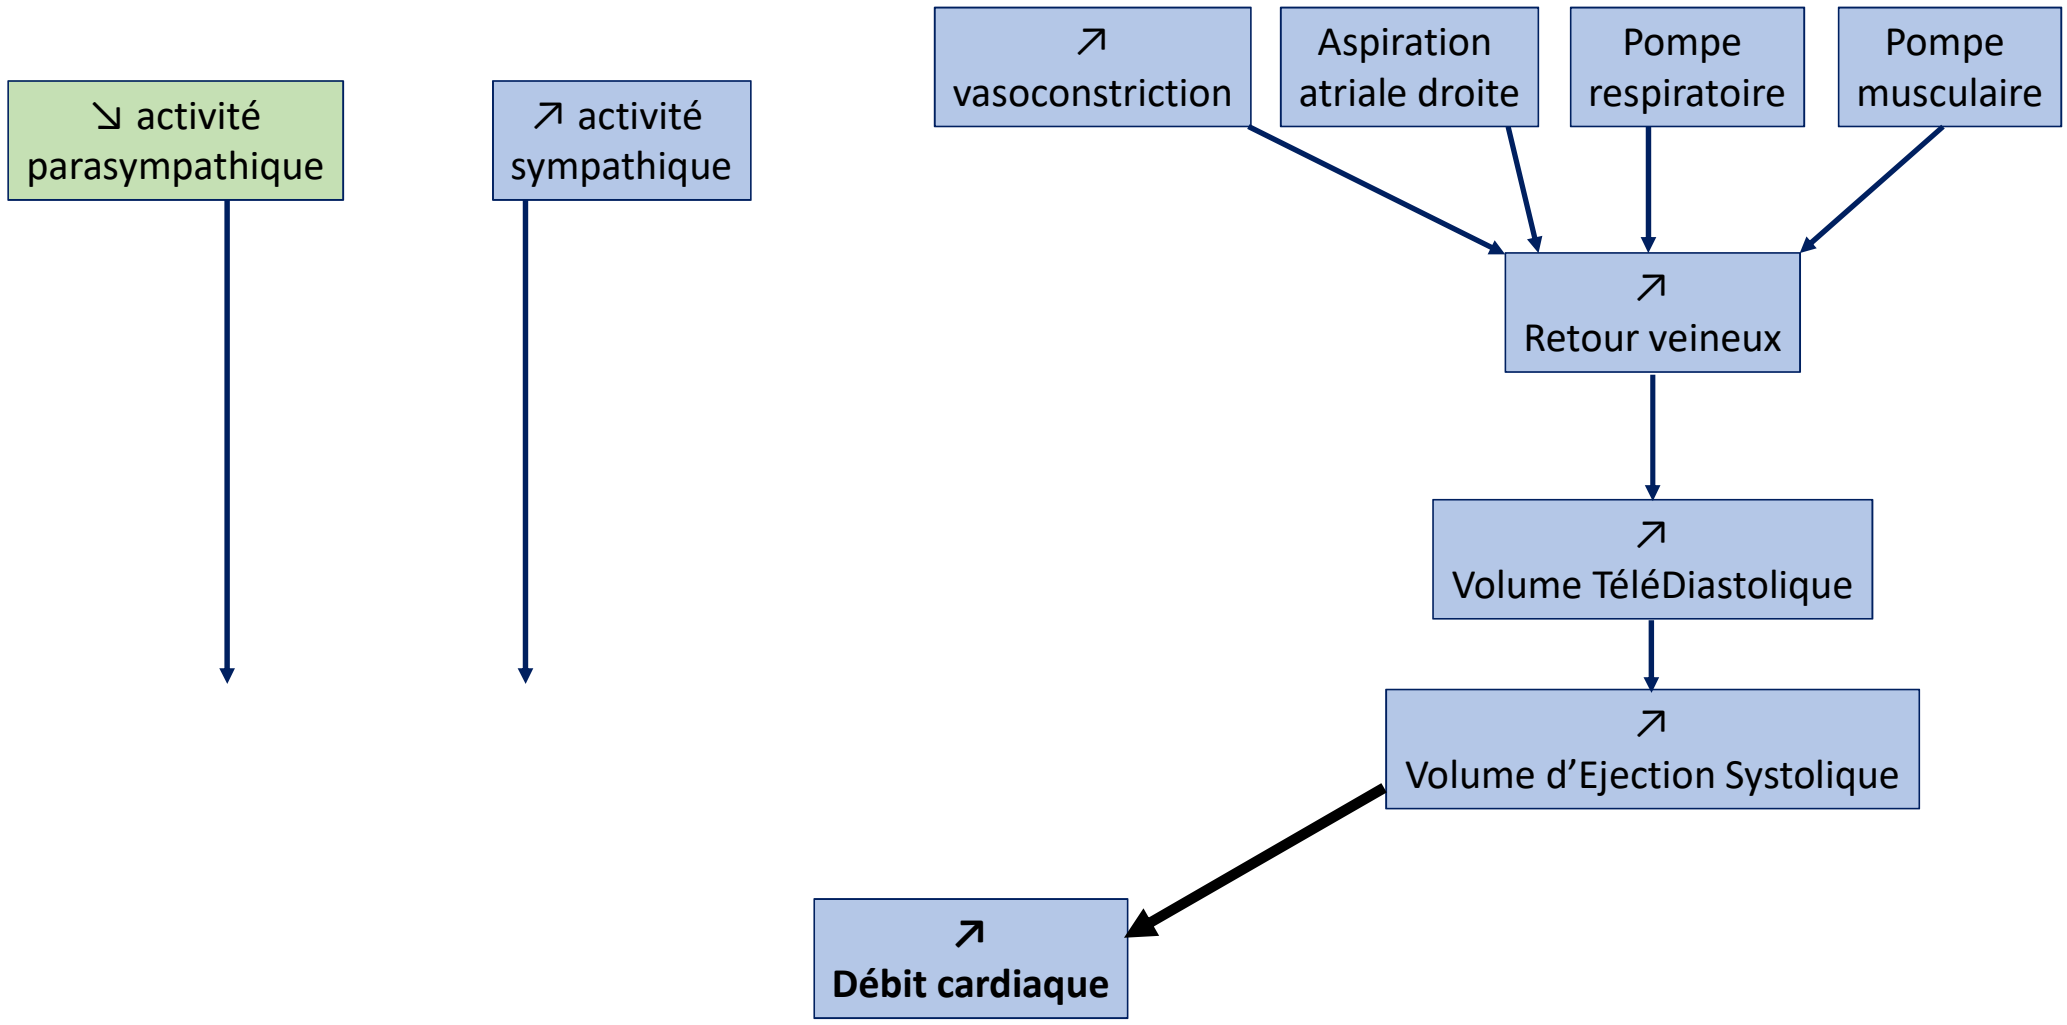 ↘ activité
parasympathique
↗ activité
sympathique
↗
vasoconstriction
Aspiration
atriale droite
Pompe
respiratoire
Pompe
musculaire
↗
Retour veineux
↗
Volume TéléDiastolique
↗
Volume d’Ejection Systolique
↗
Débit cardiaque